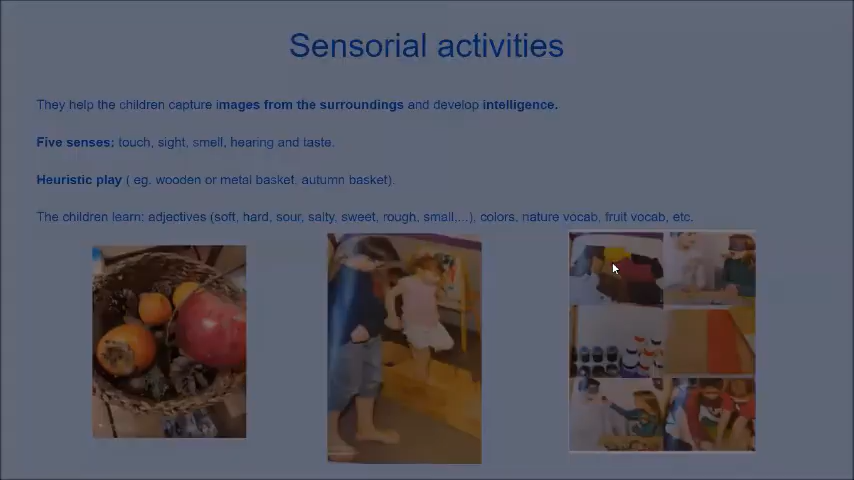 Sensorial activities
They help the children capture images from the surroundings and develop intelligence.
Five senses: touch, sight, smell, hearing and taste.
Heuristic play ( eg. wooden or metal basket, autumn basket).
The children learn: adjectives (soft, hard, sour, salty, sweet, rough, small,...), colors, nature vocab, fruit vocab, etc.